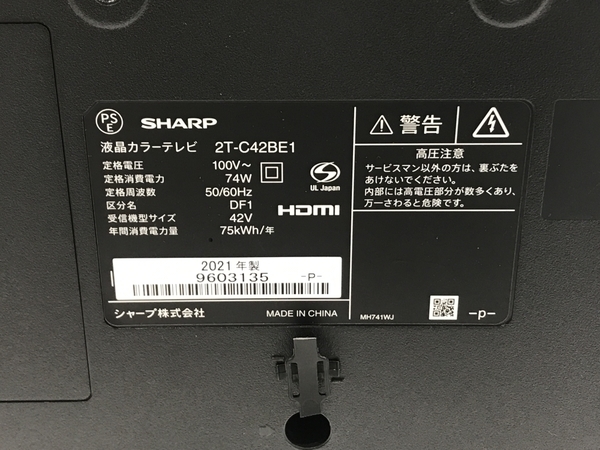 PS
E
SHARP
液晶カラーテレビ 2T-C42BE1
定格電圧 100V～
定格消費電力 74W
定格周波数 50/60Hz
区分名 DF1
受信機型サイズ 42V
年間消費電力量 75kWh/年
UL Japan
HDMI
2021年製
9603135 -P-
シャープ株式会社 MADE IN CHINA
警告
高圧注意
サービスマン以外の方は、裏ぶたを
あけないでください。
内部には高電圧部分が数多くあり、
万一さわると危険です。
MH741WJ
-p-